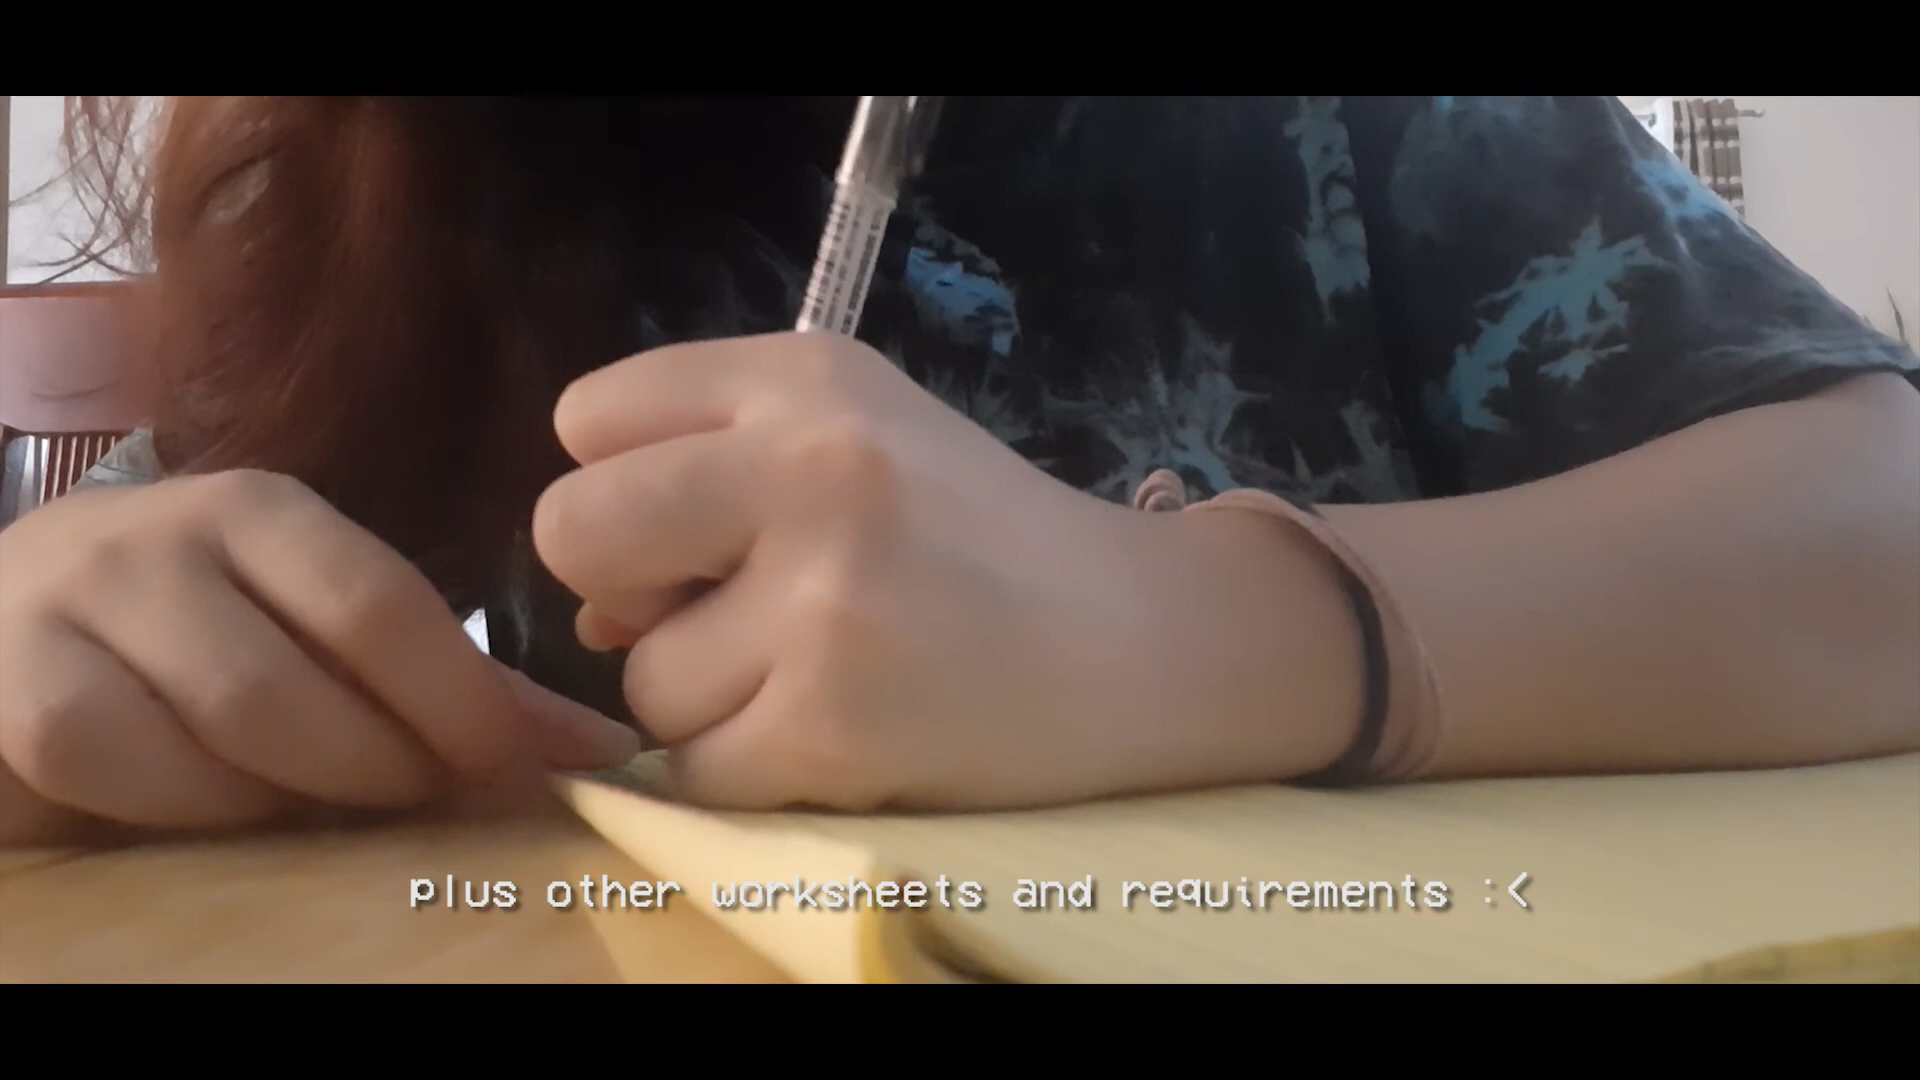 plus other worksheets and requirements :<